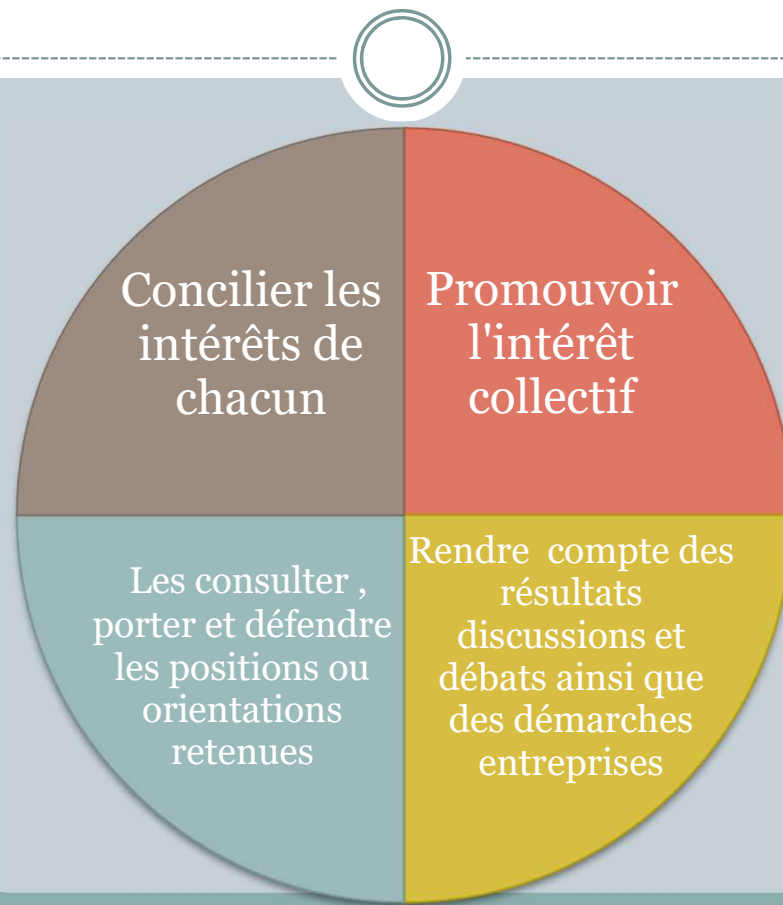 Concilier les
intérêts de
chacun
Promouvoir
l'intérêt
collectif
Les consulter ,
porter et défendre
les positions ou
orientations
retenues
Rendre compte des
résultats
discussions et
débats ainsi que
des démarches
entreprises